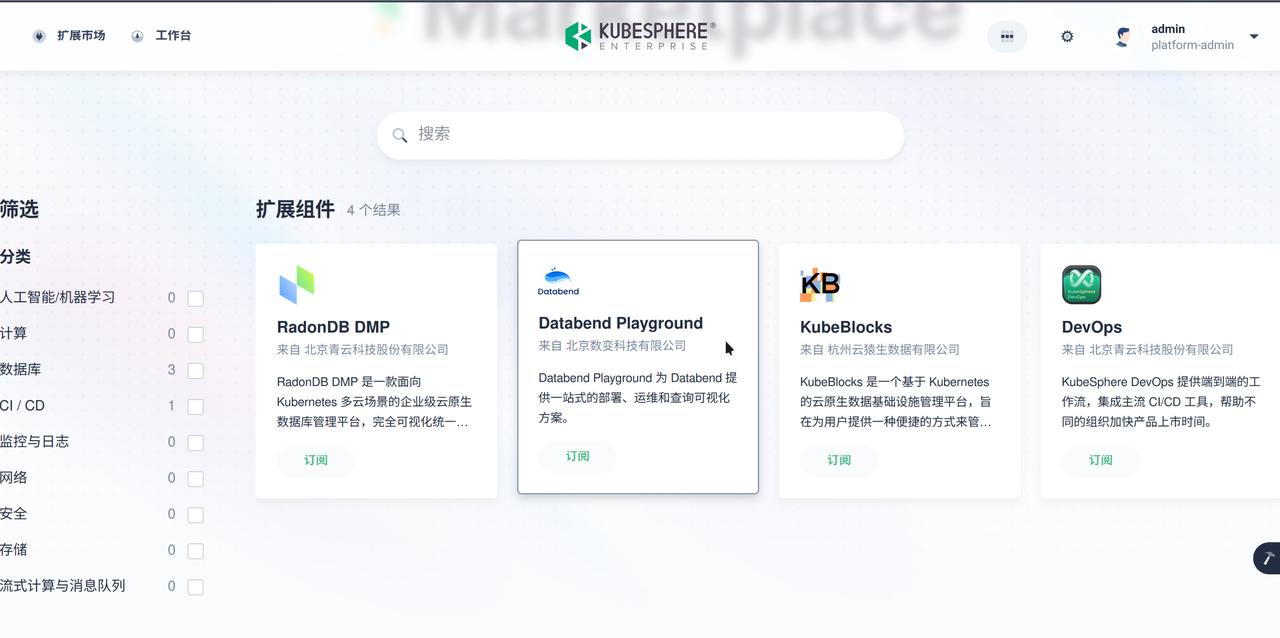 Marketplace
扩展市场
工作台
KUBESPHERE®
ENTERPRISE
admin
platform-admin
搜索
筛选
扩展组件 4 个结果
分类
人工智能/机器学习 0
计算 0
数据库 3
CI / CD 1
监控与日志 0
网络 0
安全 0
存储 0
流式计算与消息队列 0
RadonDB DMP
来自 北京青云科技股份有限公司
RadonDB DMP 是一款面向
Kubernetes 多云场景的企业级云原生
数据库管理平台，完全可视化统一…
订阅
Databend
Databend Playground
来自 北京数变科技有限公司
Databend Playground 为 Databend 提
供一站式的部署、运维和查询可视化
方案。
订阅
KB
KubeBlocks
来自 杭州云猿生数据有限公司
KubeBlocks 是一个基于 Kubernetes
的云原生数据基础设施管理平台，旨
在为用户提供一种便捷的方式来管…
订阅
KubeSphere
DevOps
DevOps
来自 北京青云科技股份有限公司
KubeSphere DevOps 提供端到端的工
作流，集成主流 CI/CD 工具，帮助不
同的组织加快产品上市时间。
订阅